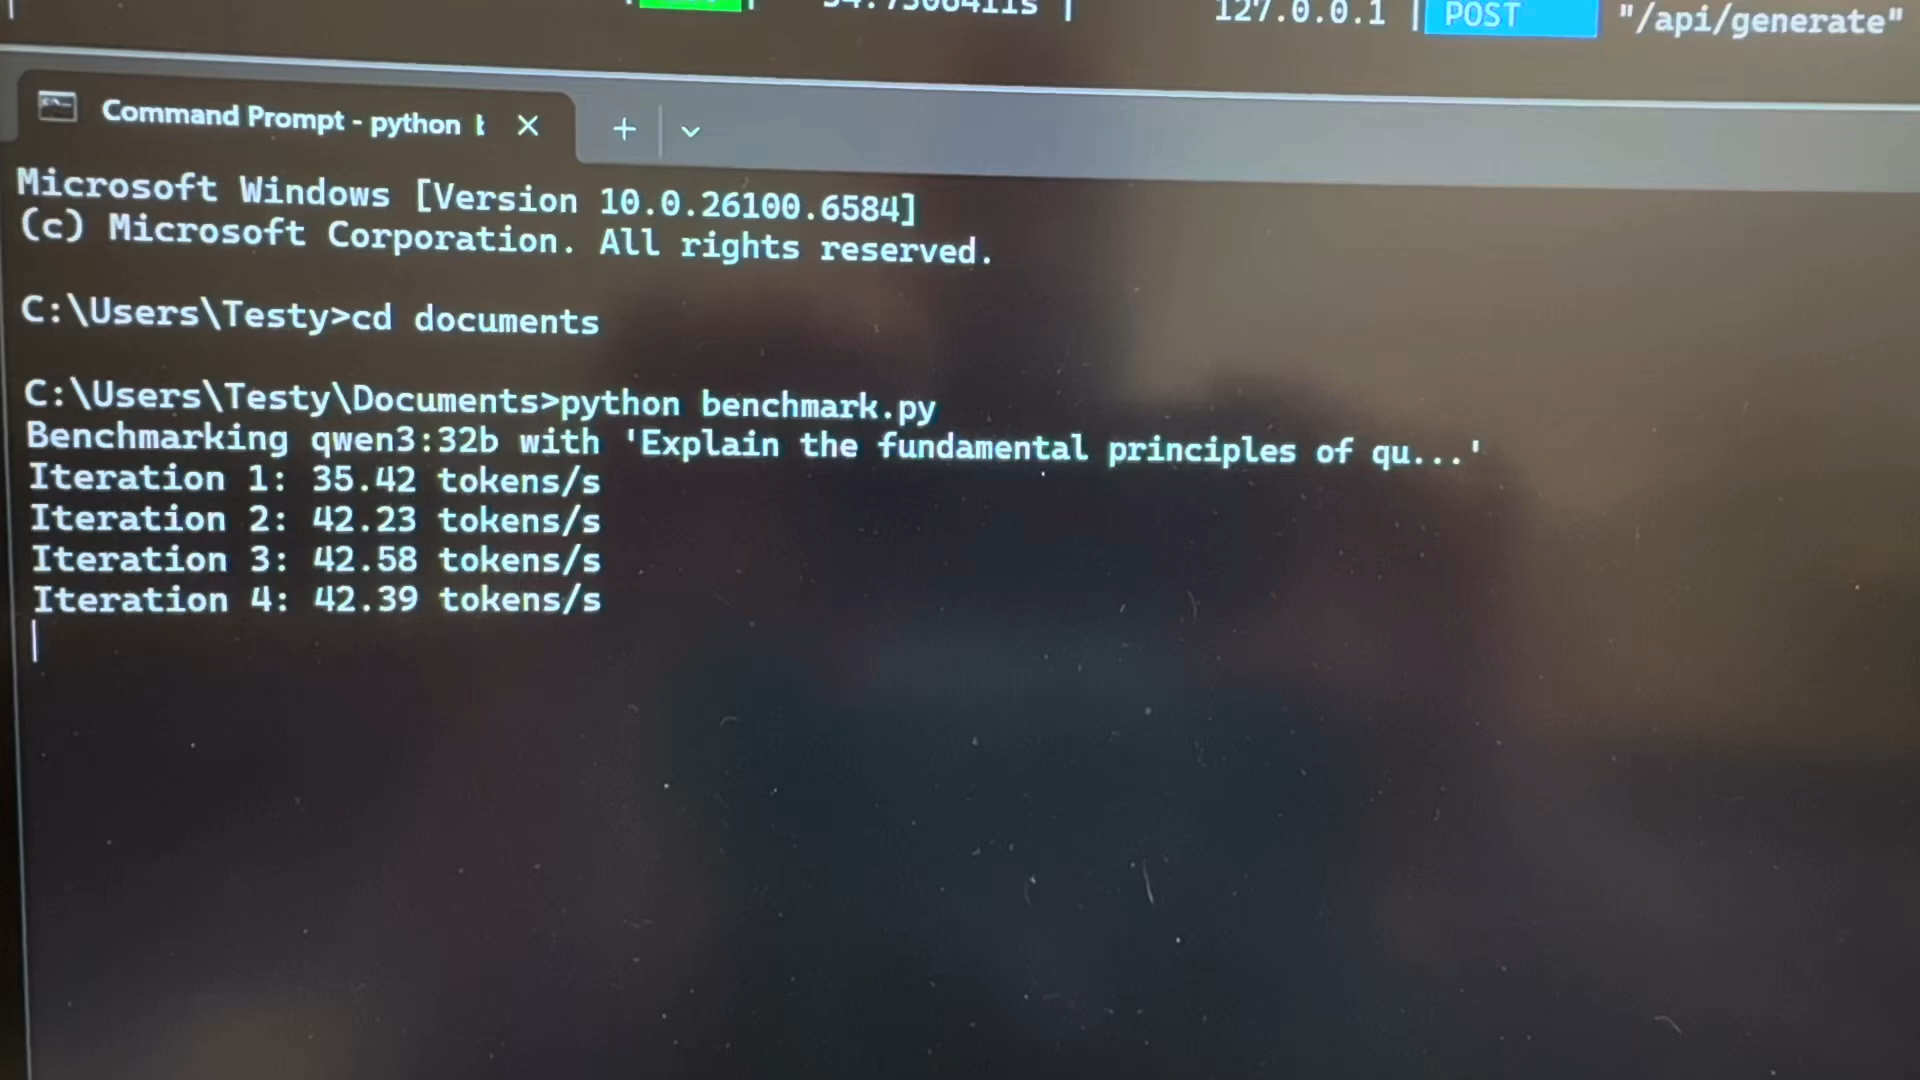 127.0.0.1 | POST "/api/generate"
Command Prompt - python
Microsoft Windows [Version 10.0.26100.6584]
(c) Microsoft Corporation. All rights reserved.
C:\Users\Testy>cd documents
C:\Users\Testy\Documents>python benchmark.py
Benchmarking qwen3:32b with 'Explain the fundamental principles of qu...'
Iteration 1: 35.42 tokens/s
Iteration 2: 42.23 tokens/s
Iteration 3: 42.58 tokens/s
Iteration 4: 42.39 tokens/s